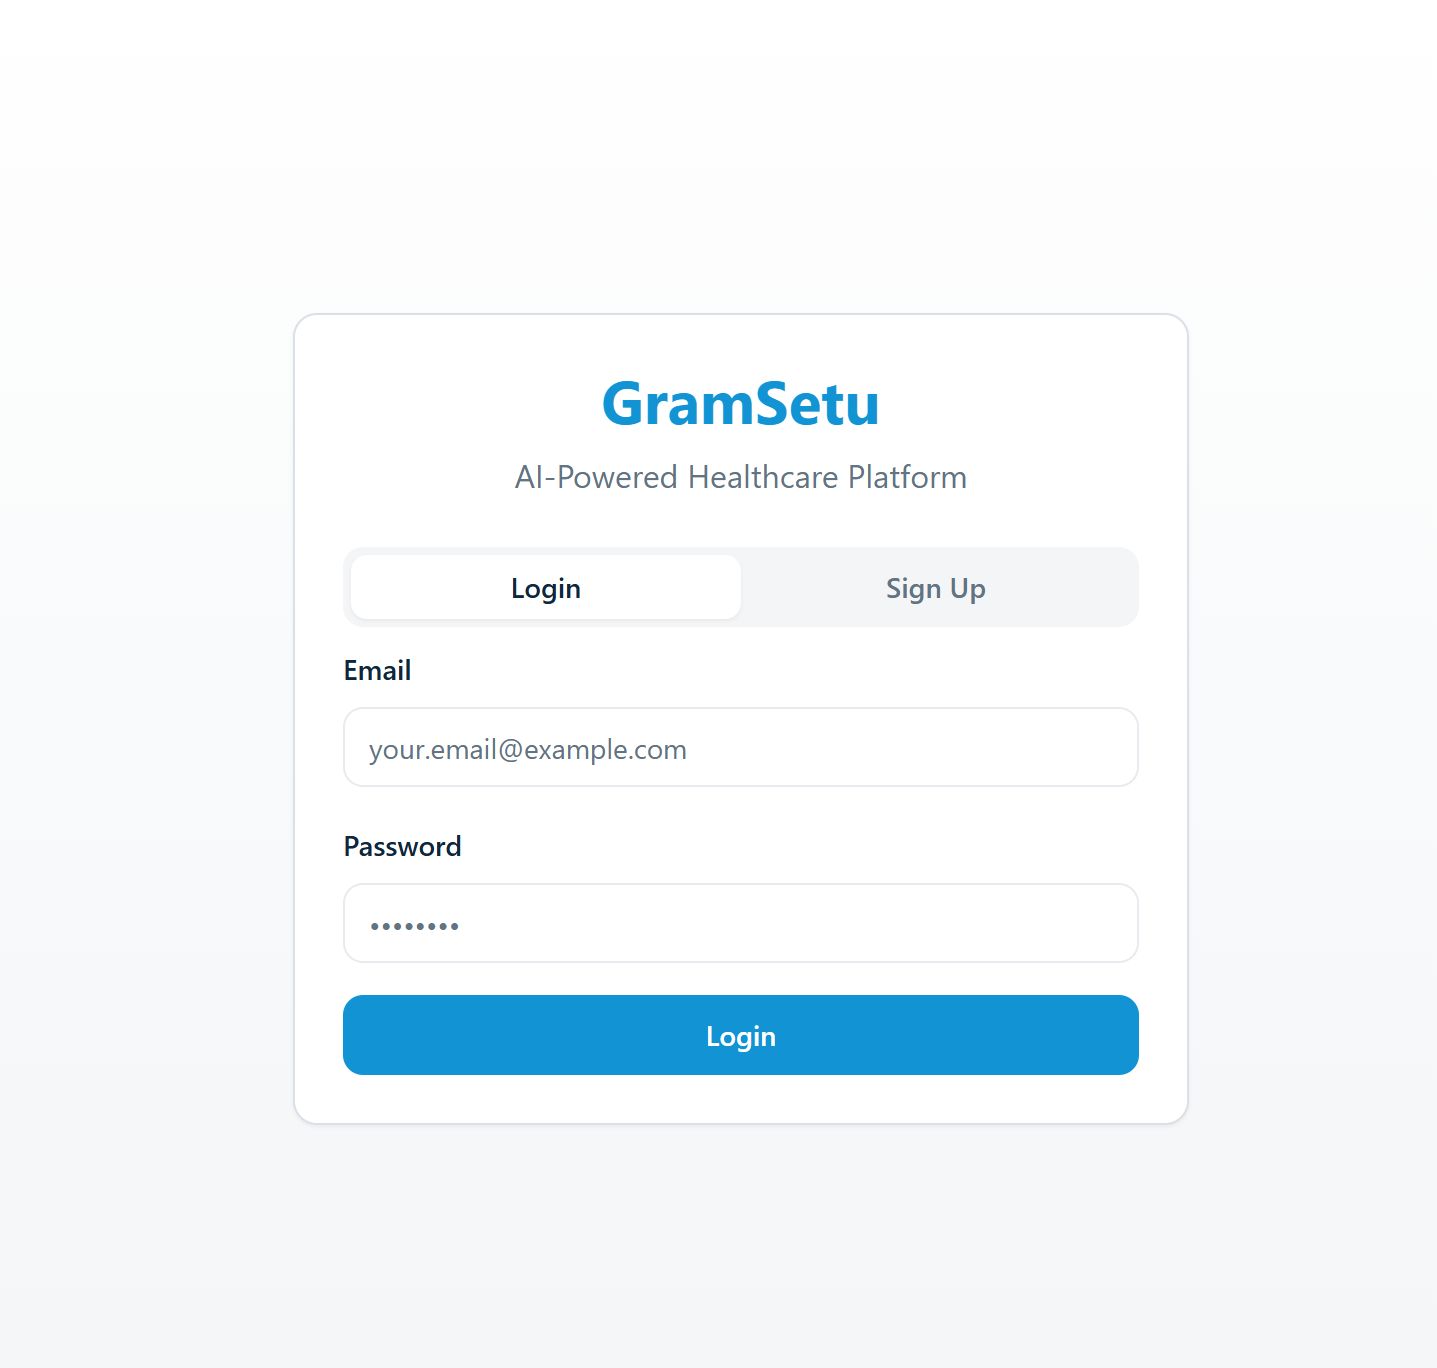 GramSetu
AI-Powered Healthcare Platform
Login
Sign Up
Email
your.email@example.com
Password
••••••••
Login